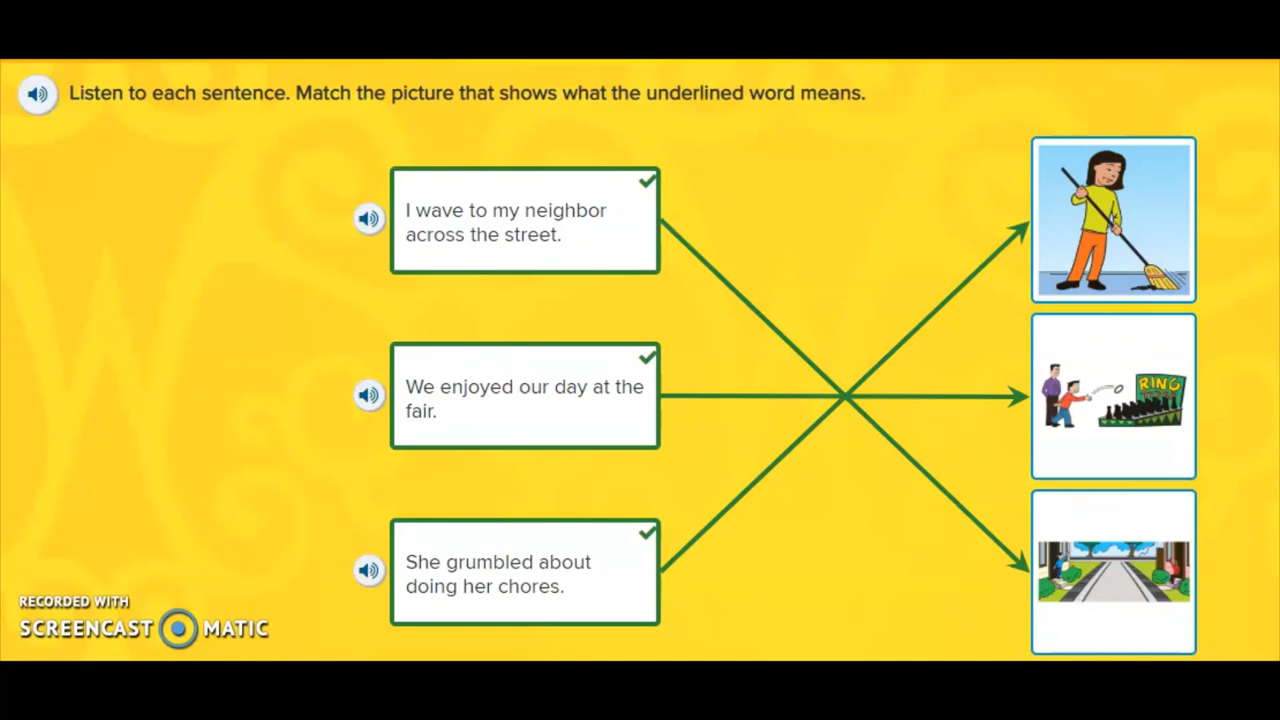 Listen to each sentence. Match the picture that shows what the underlined word means.
I wave to my neighbor
across the street.
We enjoyed our day at the
fair.
She grumbled about
doing her chores.
RING
RECORDED WITH
SCREENCAST MATIC